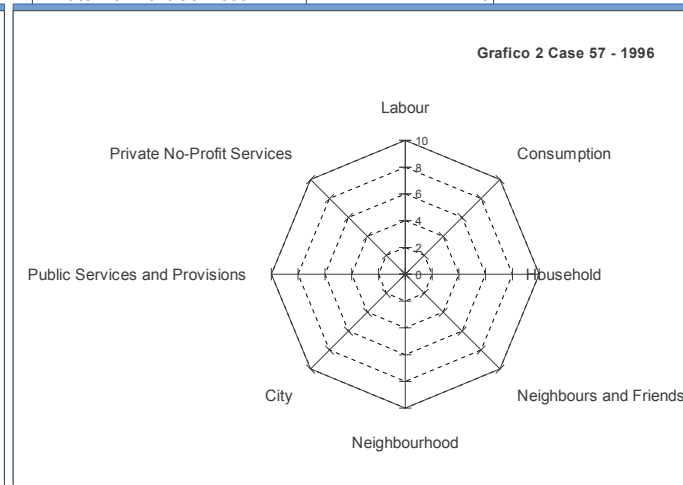 Grafico 2 Case 57 - 1996
Labour
Private No-Profit Services
Consumption
10
8
6
4
2
0
Public Services and Provisions
Household
City
Neighbours and Friends
Neighbourhood